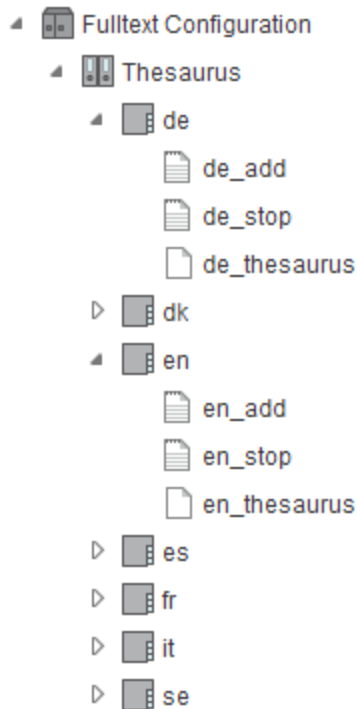 Fulltext Configuration
Thesaurus
de
de_add
de_stop
de_thesaurus
dk
en
en_add
en_stop
en_thesaurus
es
fr
it
se